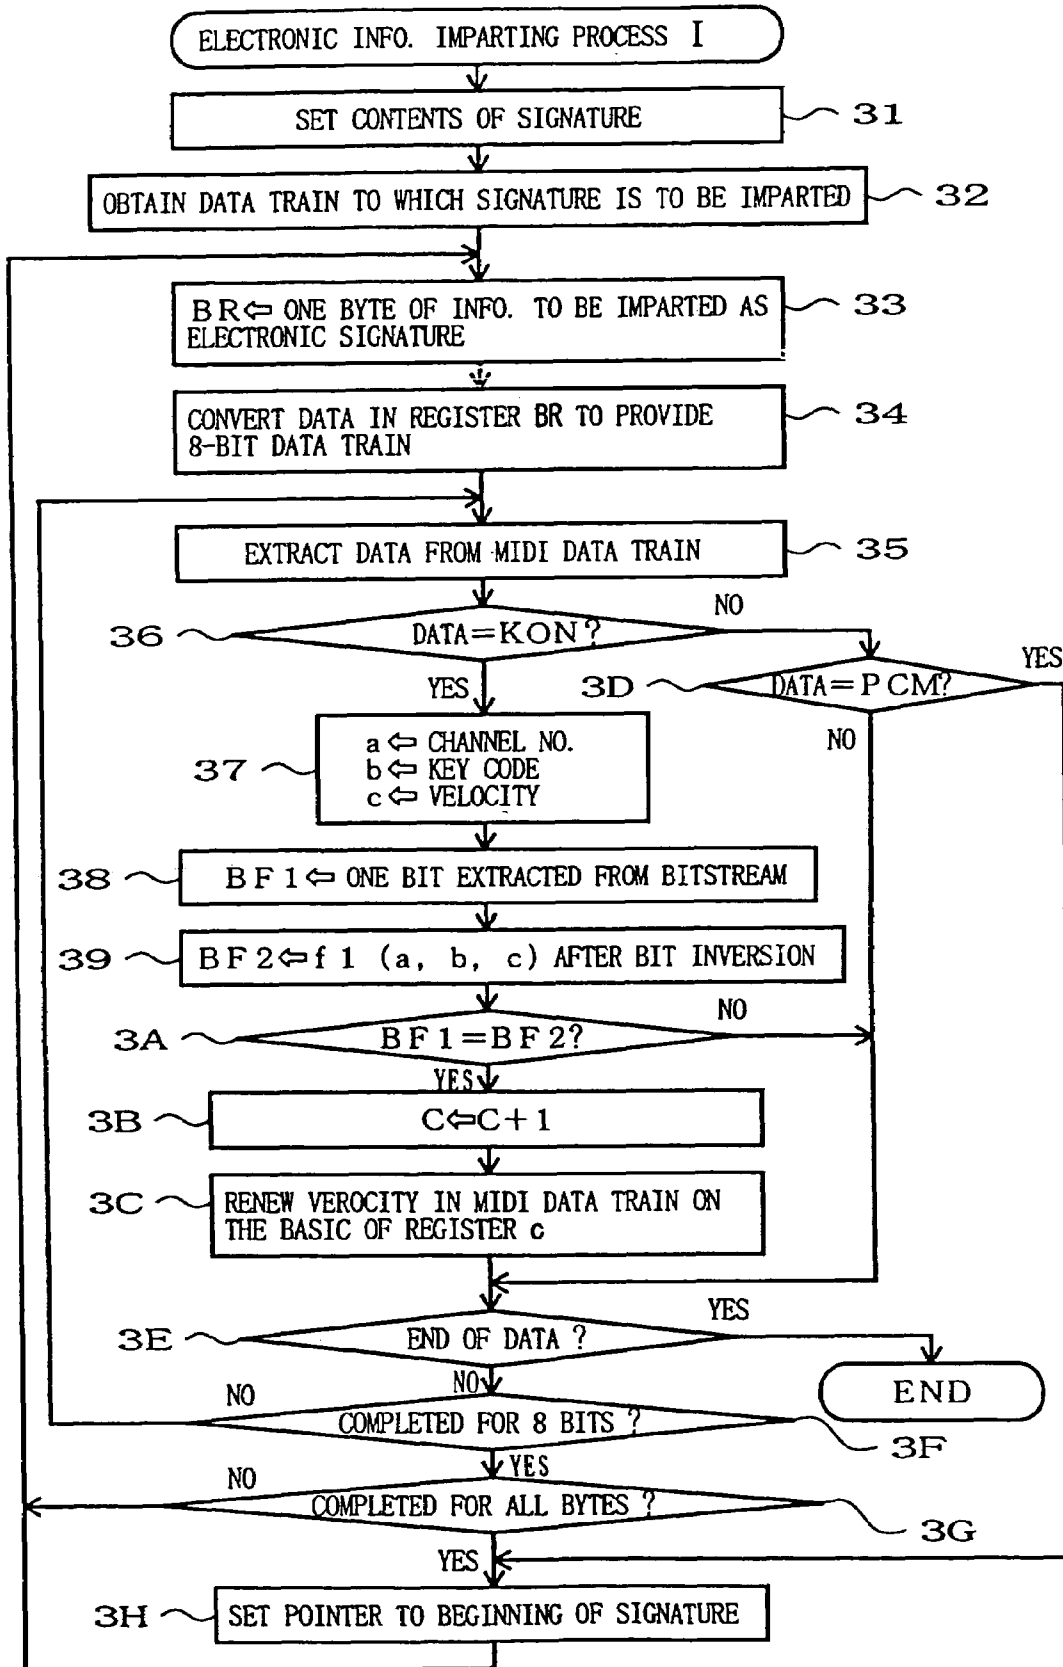 ELECTRONIC INFO. IMPARTING PROCESS I
SET CONTENTS OF SIGNATURE
31
OBTAIN DATA TRAIN TO WHICH SIGNATURE IS TO BE IMPARTED
32
BR⇦ ONE BYTE OF INFO. TO BE IMPARTED AS
ELECTRONIC SIGNATURE
33
CONVERT DATA IN REGISTER BR TO PROVIDE
8-BIT DATA TRAIN
34
EXTRACT DATA FROM MIDI DATA TRAIN
35
36
DATA=KON?
NO
YES
3D
DATA=PCM?
YES
NO
37
a⇦ CHANNEL NO.
b⇦ KEY CODE
c⇦ VELOCITY
38
BF1⇦ ONE BIT EXTRACTED FROM BITSTREAM
39
BF2⇦f1 (a, b, c) AFTER BIT INVERSION
3A
BF1=BF2?
NO
YES
3B
C⇦C+1
3C
RENEW VEROCITY IN MIDI DATA TRAIN ON
THE BASIC OF REGISTER c
3E
END OF DATA ?
YES
NO
END
NO
COMPLETED FOR 8 BITS ?
3F
YES
NO
COMPLETED FOR ALL BYTES ?
3G
YES
3H
SET POINTER TO BEGINNING OF SIGNATURE